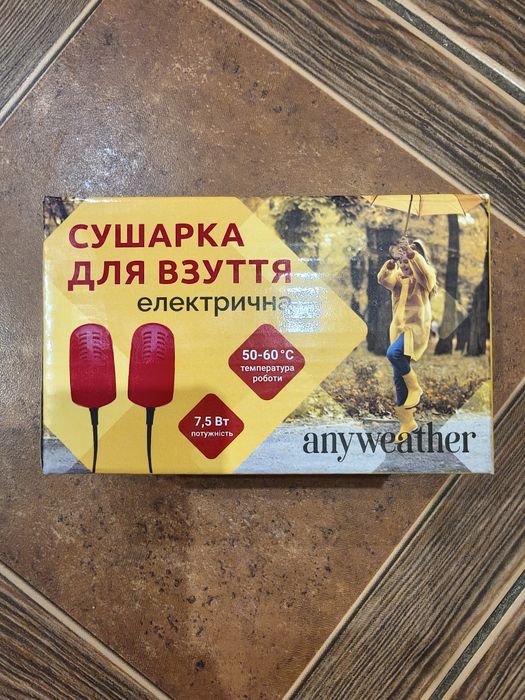 СУШАРКА
ДЛЯ ВЗУТТЯ
електрична
50-60 °C
температура
роботи
7,5 Вт
потужність
anyweather